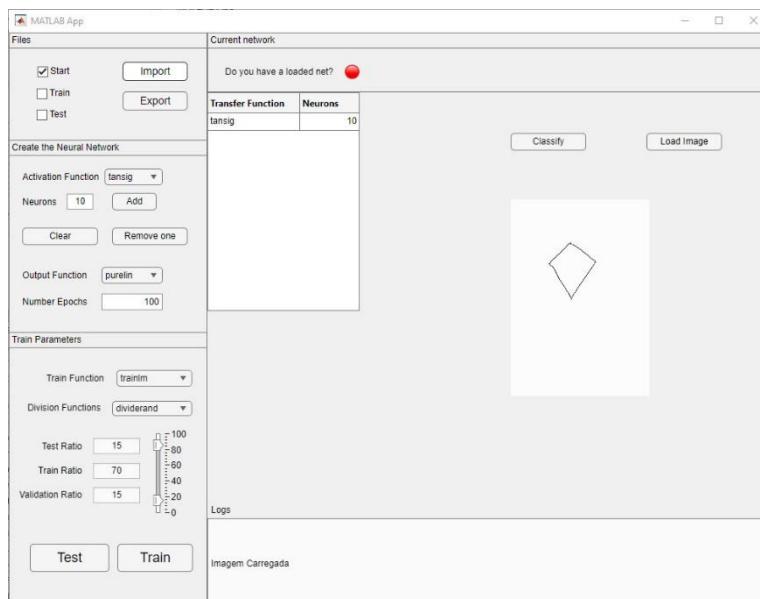 MATLAB App
Files
Start
Import
Train
Export
Test
Create the Neural Network
Activation Function tansig
Neurons 10 Add
Clear Remove one
Output Function purelin
Number Epochs 100
Train Parameters
Train Function trainlm
Division Functions dividerand
Test Ratio 15
Train Ratio 70
Validation Ratio 15
100
80
60
40
20
0
Test Train
Current network
Do you have a loaded net?
Transfer Function Neurons
tansig 10
Classify Load Image
Logs
Imagem Carregada